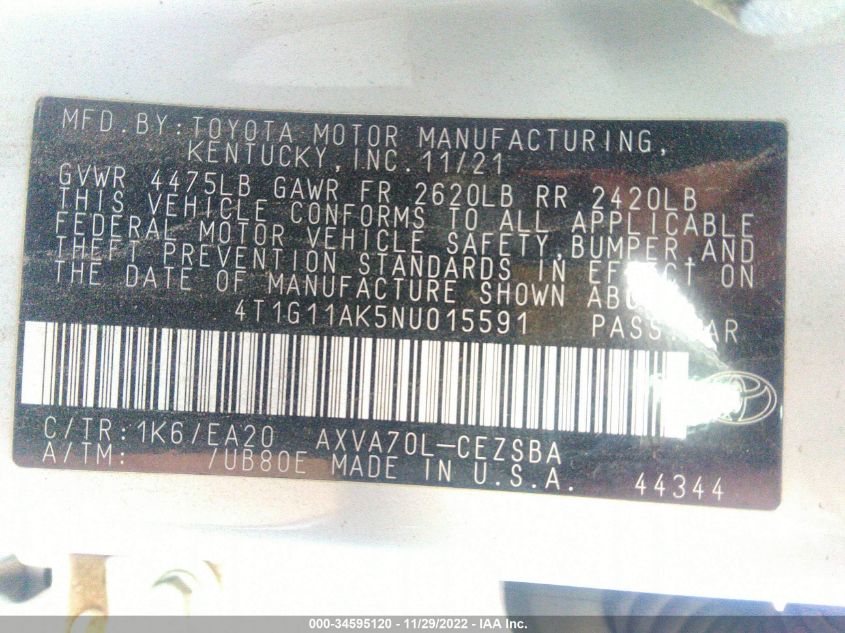 MFD.BY:TOYOTA MOTOR MANUFACTURING,
KENTUCKY,INC.11/21
GVWR 4475LB GAWR FR 2620LB RR 2420LB
THIS VEHICLE CONFORMS TO ALL APPLICABLE
FEDERAL MOTOR VEHICLE SAFETY,BUMPER,AND
THEFT PREVENTION STANDARDS IN EFFECT ON
THE DATE OF MANUFACTURE SHOWN
4T1G11AK5NU015591
C/TR:1K6/EA20 AXVA70L-CEZSBA
A/TM: /UB80E MADE IN U.S.A. 44344
000-34595120 - 11/29/2022 - IAA Inc.